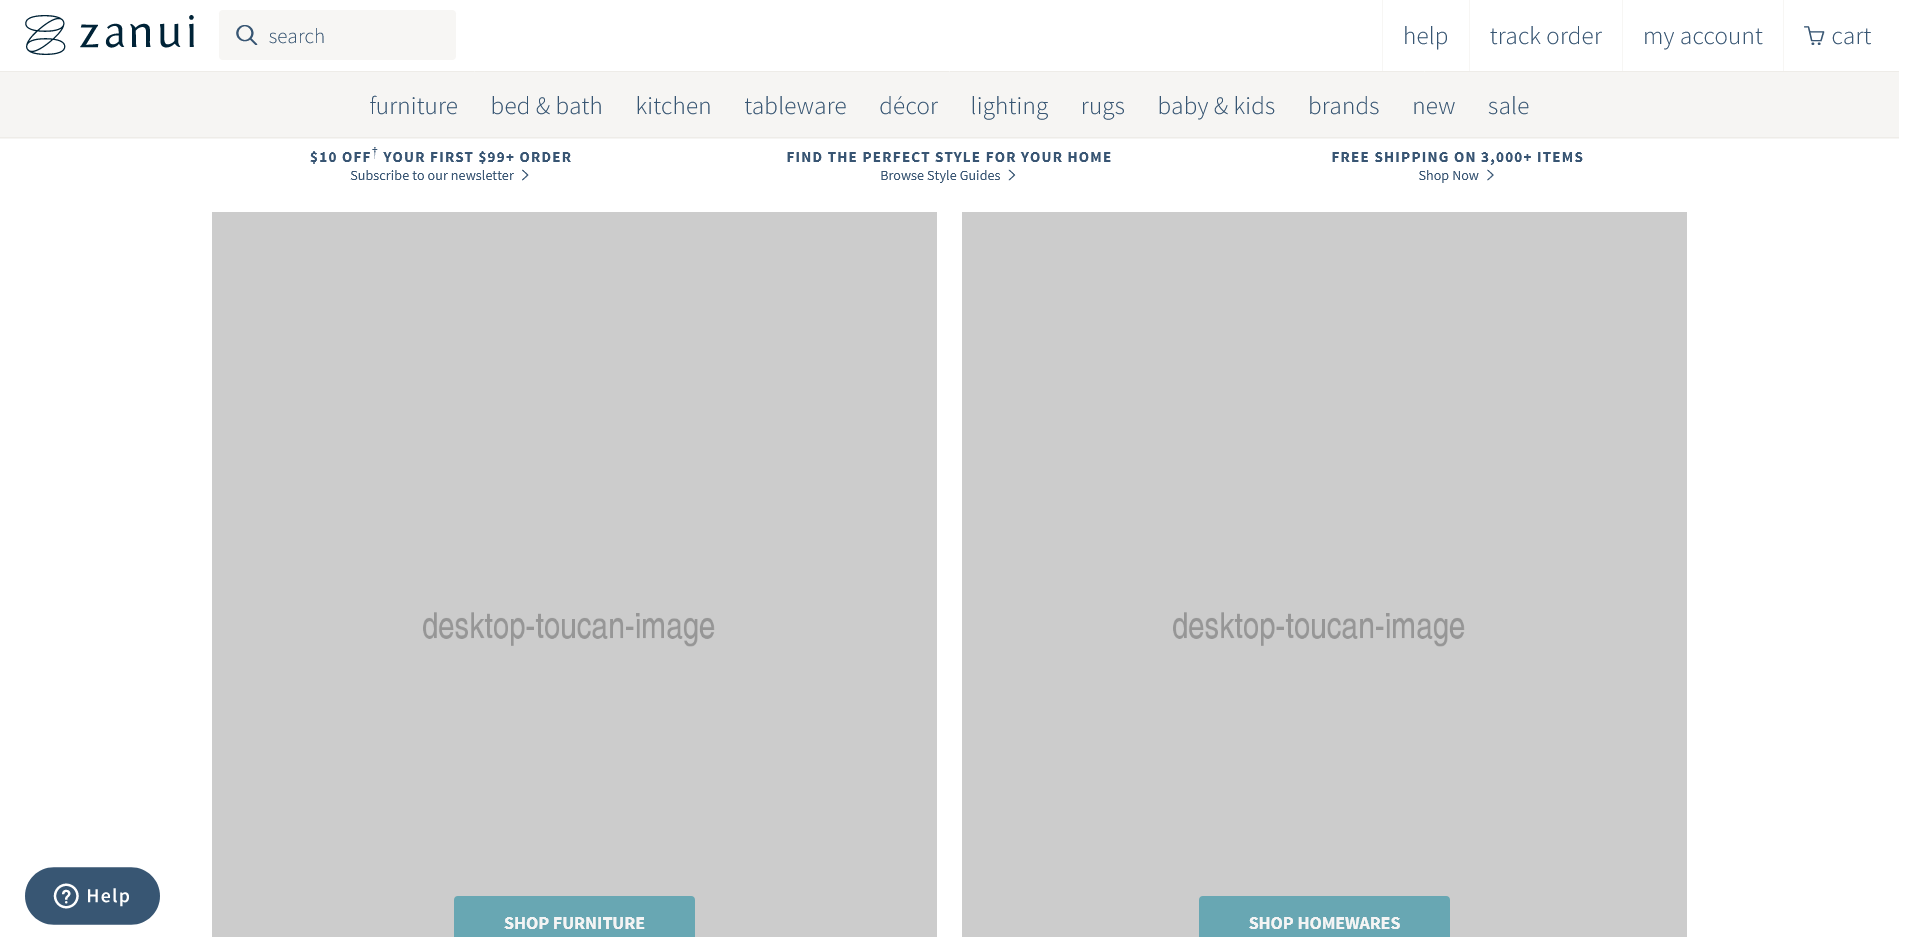 zanui
search
help
track order
my account
cart
furniture
bed & bath
kitchen
tableware
décor
lighting
rugs
baby & kids
brands
new
sale
$10 OFF† YOUR FIRST $99+ ORDER
Subscribe to our newsletter
FIND THE PERFECT STYLE FOR YOUR HOME
Browse Style Guides
FREE SHIPPING ON 3,000+ ITEMS
Shop Now
desktop-toucan-image
desktop-toucan-image
Help
SHOP FURNITURE
SHOP HOMEWARES